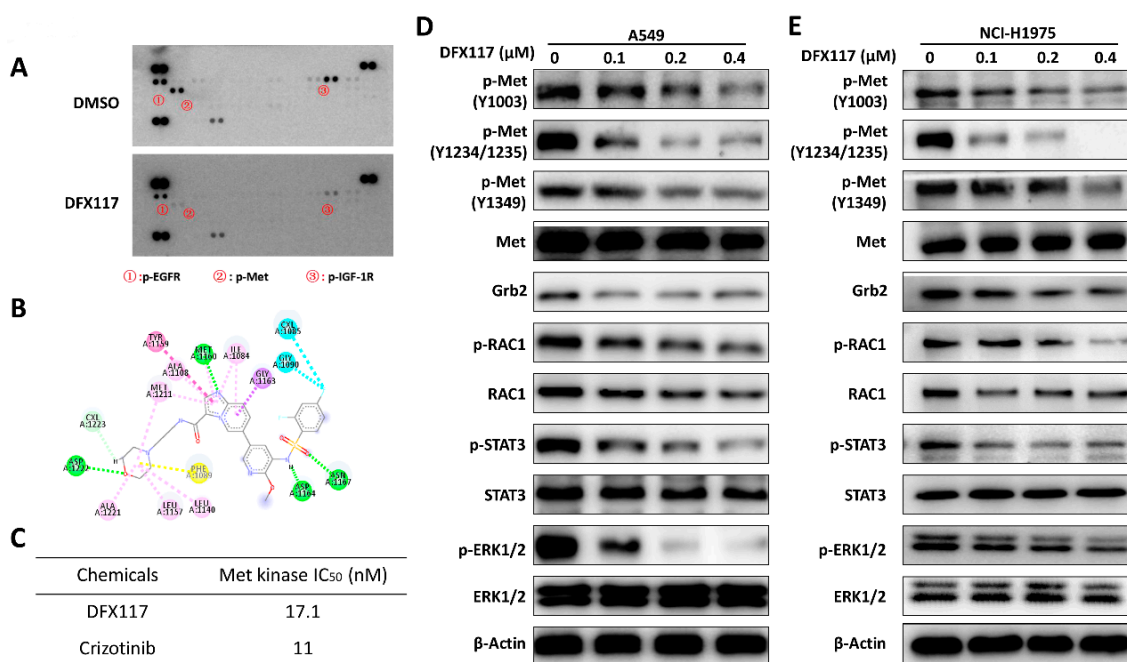 A
DMSO
① ② ③
DFX117
① ② ③
① :p-EGFR ② : p-Met ③ : p-IGF-1R
B
TYR
A:1159
ALA
A:1108
MET
A:1160
ILE
A:1084
GLY
A:1163
CXL
A:1085
GLY
A:1090
MET
A:1211
CXL
A:1223
ASP
A:1222
PHE
A:1089
ALA
A:1221
LEU
A:1157
LEU
A:1140
ASP
A:1164
ASN
A:1167
H
H
C
Chemicals Met kinase IC50 (nM)
DFX117 17.1
Crizotinib 11
D
A549
DFX117 (μM) 0 0.1 0.2 0.4
p-Met
(Y1003)
p-Met
(Y1234/1235)
p-Met
(Y1349)
Met
Grb2
p-RAC1
RAC1
p-STAT3
STAT3
p-ERK1/2
ERK1/2
β-Actin
E
NCI-H1975
DFX117 (μM) 0 0.1 0.2 0.4
p-Met
(Y1003)
p-Met
(Y1234/1235)
p-Met
(Y1349)
Met
Grb2
p-RAC1
RAC1
p-STAT3
STAT3
p-ERK1/2
ERK1/2
β-Actin